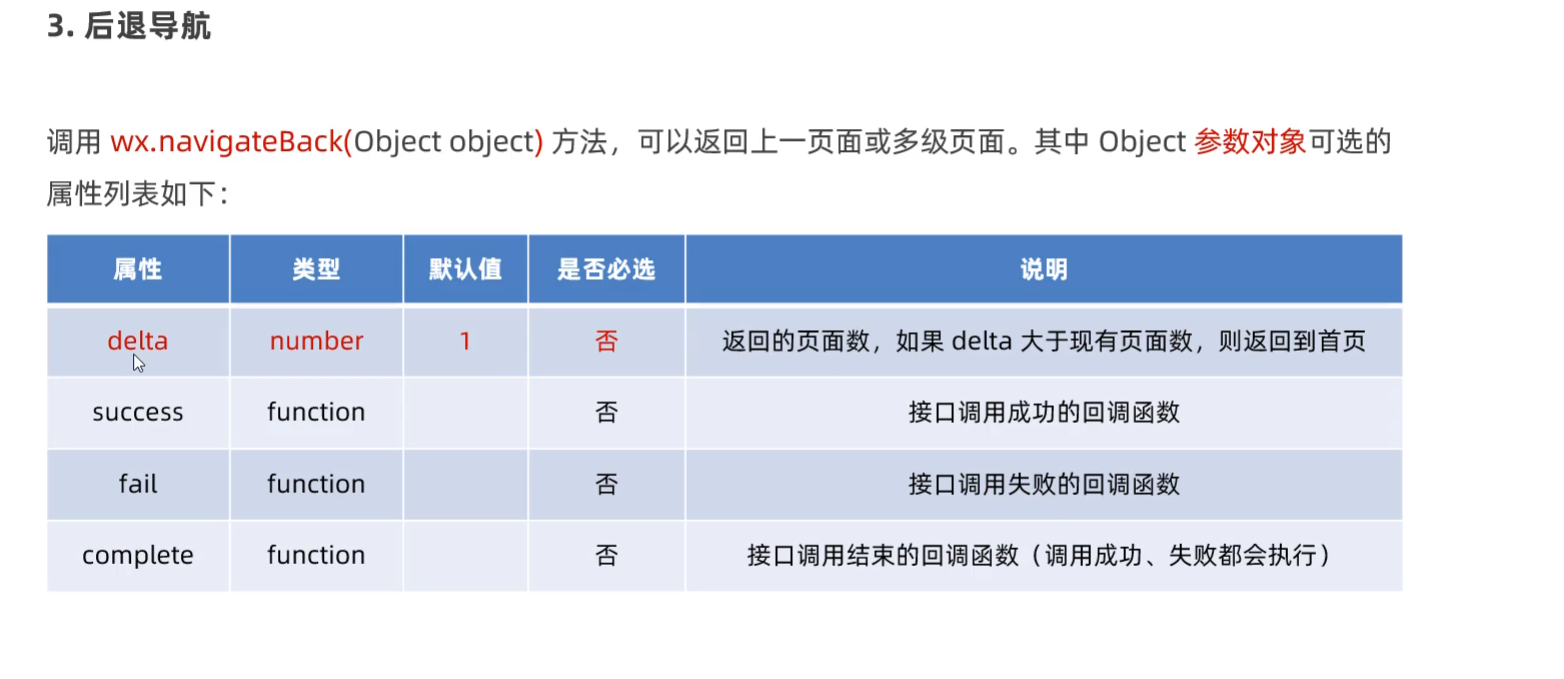 3. 后退导航
调用 wx.navigateBack(Object object) 方法，可以返回上一页面或多级页面。其中 Object 参数对象可选的
属性列表如下：
属性 类型 默认值 是否必选 说明
delta number 1 否 返回的页面数，如果 delta 大于现有页面数，则返回到首页
success function 否 接口调用成功的回调函数
fail function 否 接口调用失败的回调函数
complete function 否 接口调用结束的回调函数（调用成功、失败都会执行）